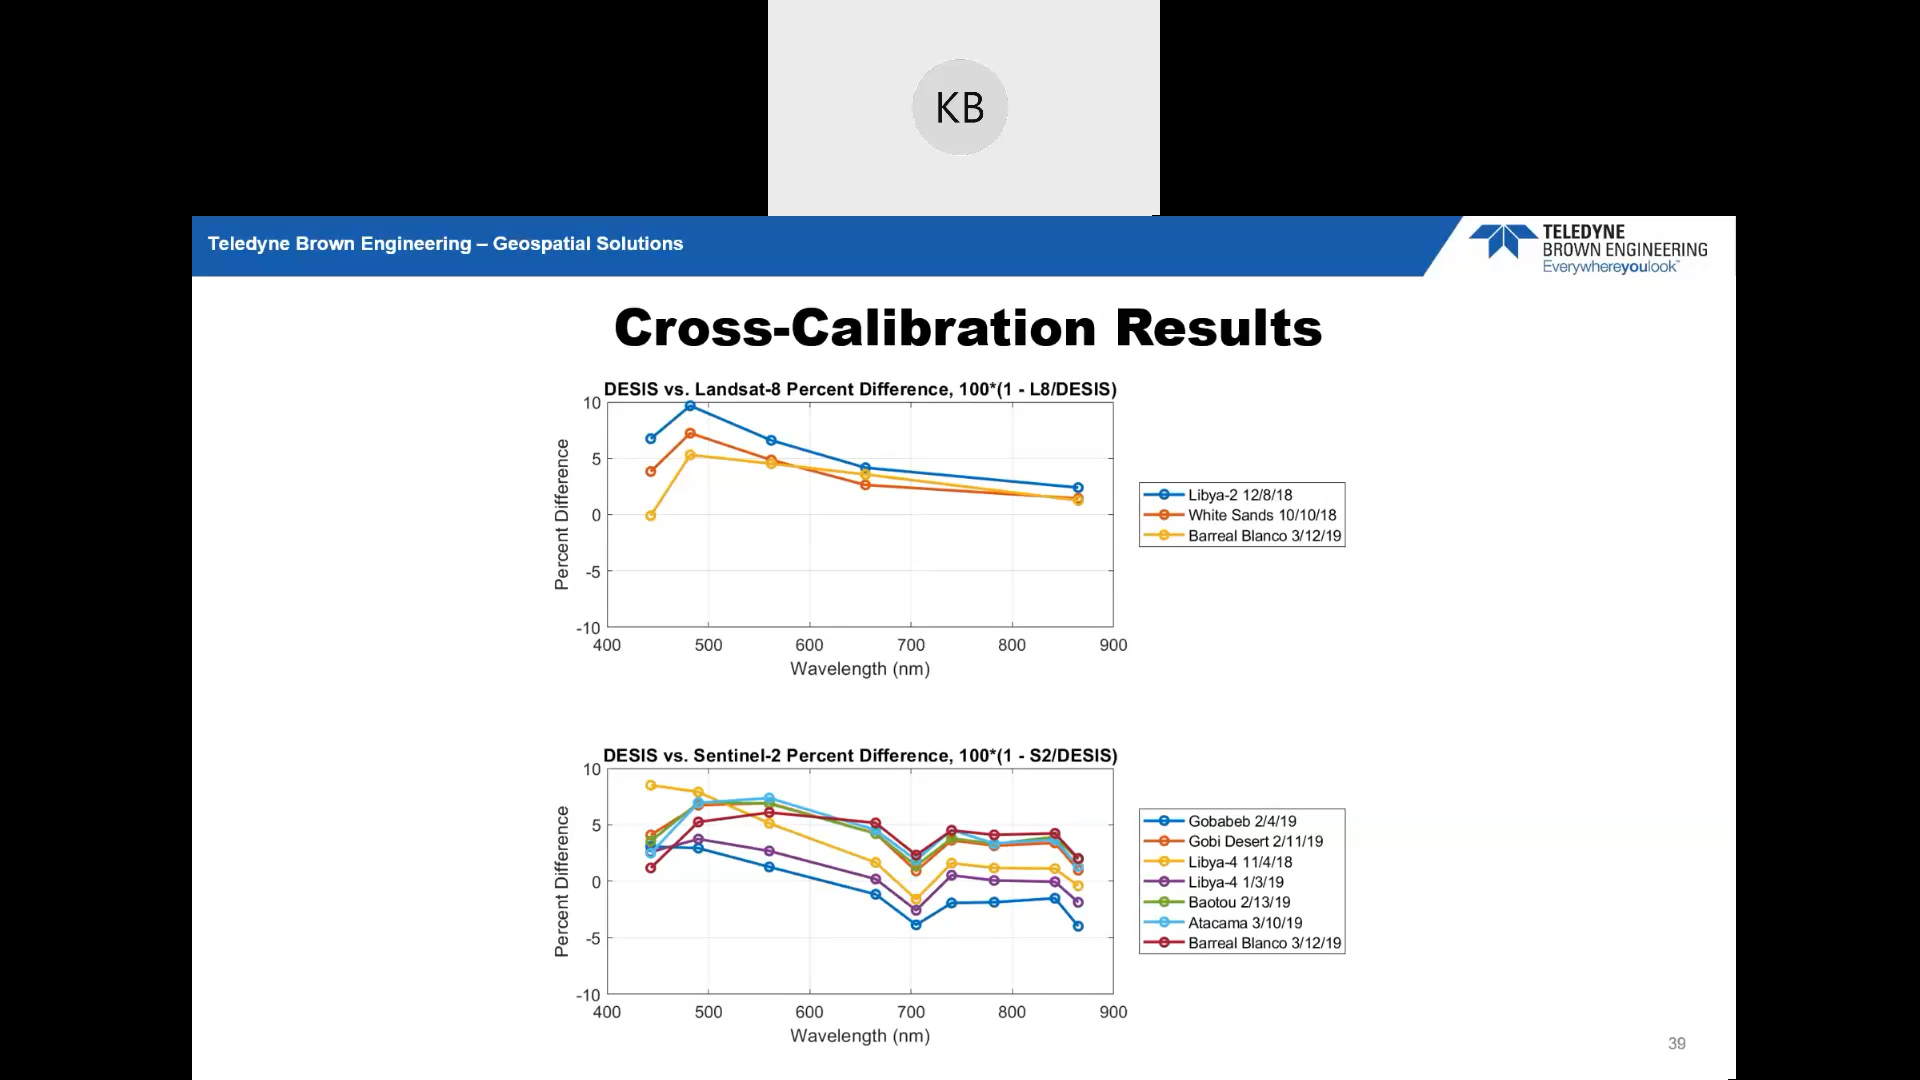 KB
Teledyne Brown Engineering – Geospatial Solutions
TELEDYNE
BROWN ENGINEERING
Everywhereyoulook™
Cross-Calibration Results
DESIS vs. Landsat-8 Percent Difference, 100*(1 - L8/DESIS)
10
5
0
-5
-10
Percent Difference
400 500 600 700 800 900
Wavelength (nm)
Libya-2 12/8/18
White Sands 10/10/18
Barreal Blanco 3/12/19
DESIS vs. Sentinel-2 Percent Difference, 100*(1 - S2/DESIS)
10
5
0
-5
-10
Percent Difference
400 500 600 700 800 900
Wavelength (nm)
Gobabeb 2/4/19
Gobi Desert 2/11/19
Libya-4 11/4/18
Libya-4 1/3/19
Baotou 2/13/19
Atacama 3/10/19
Barreal Blanco 3/12/19
39